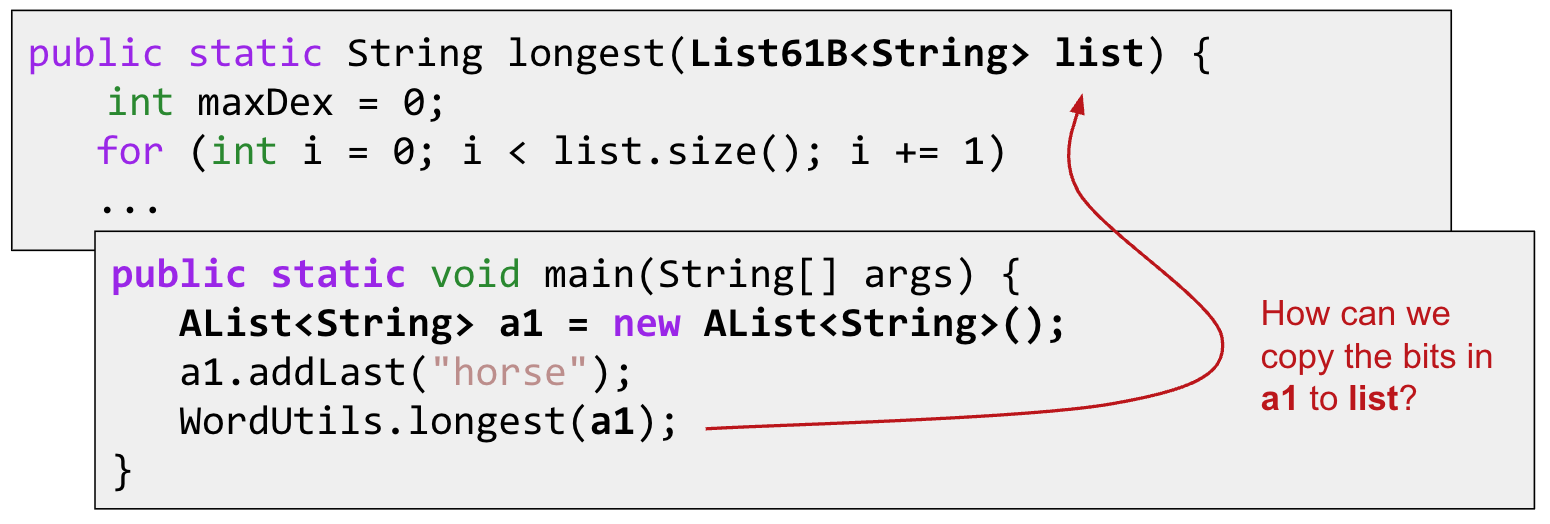 public static String longest(List61B<String> list) {
int maxDex = 0;
for (int i = 0; i < list.size(); i += 1)
...
public static void main(String[] args) {
AList<String> a1 = new AList<String>();
a1.addLast("horse");
WordUtils.longest(a1);
}
How can we
copy the bits in
a1 to list?